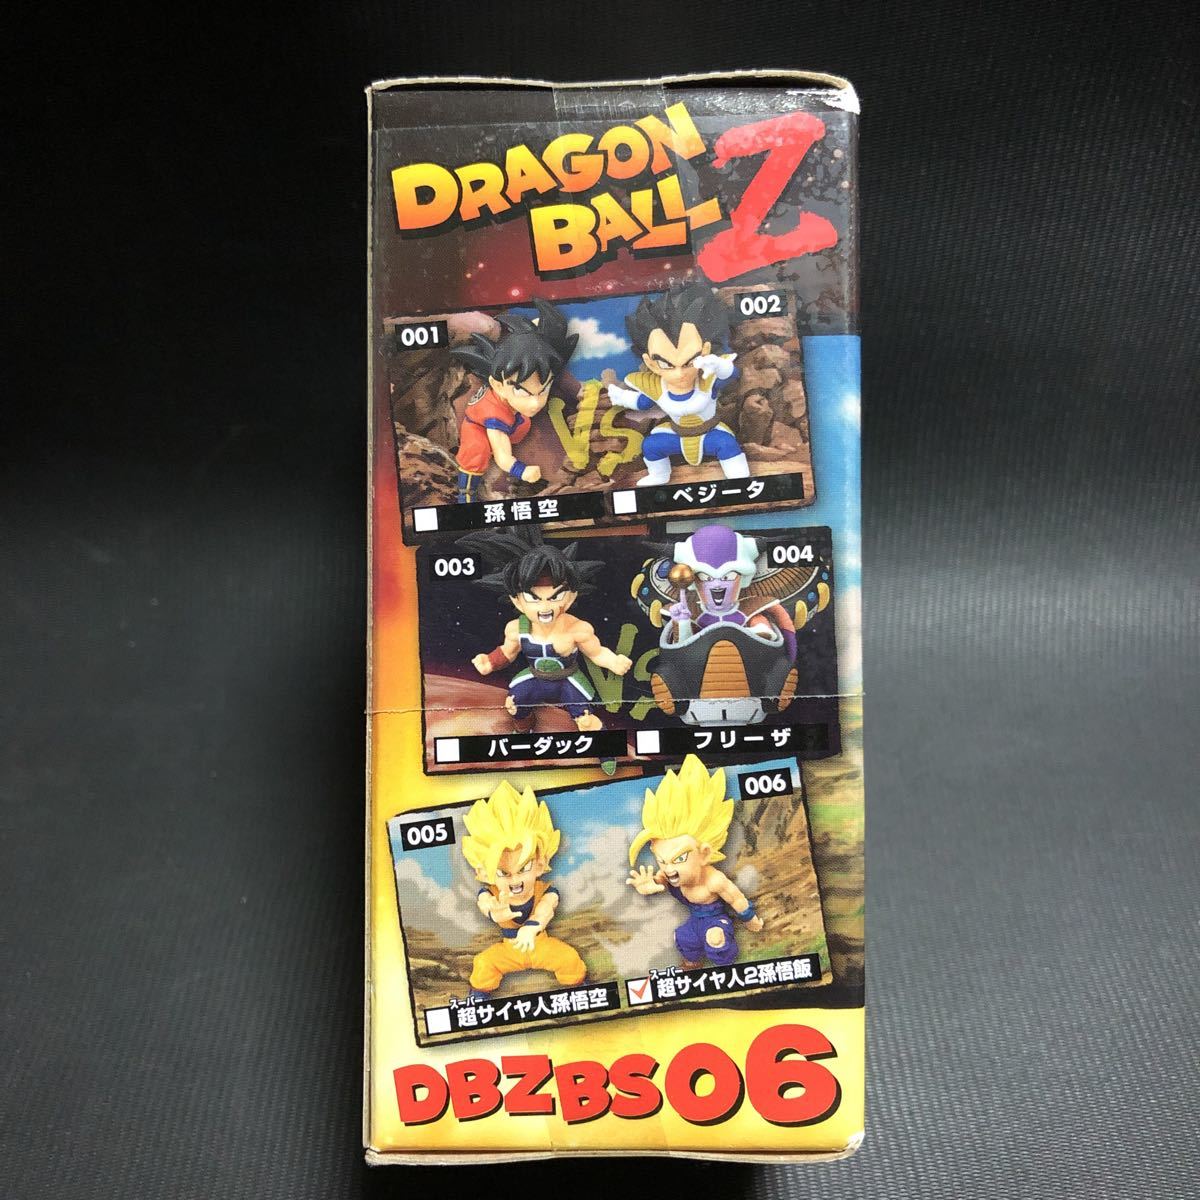 DRAGON
BALL Z
001
002
VS
孫悟空
ベジータ
003
004
VS
バーダック
フリーザ
005
006
スーパー
超サイヤ人孫悟空
スーパー
超サイヤ人2孫悟飯
DBZBS06